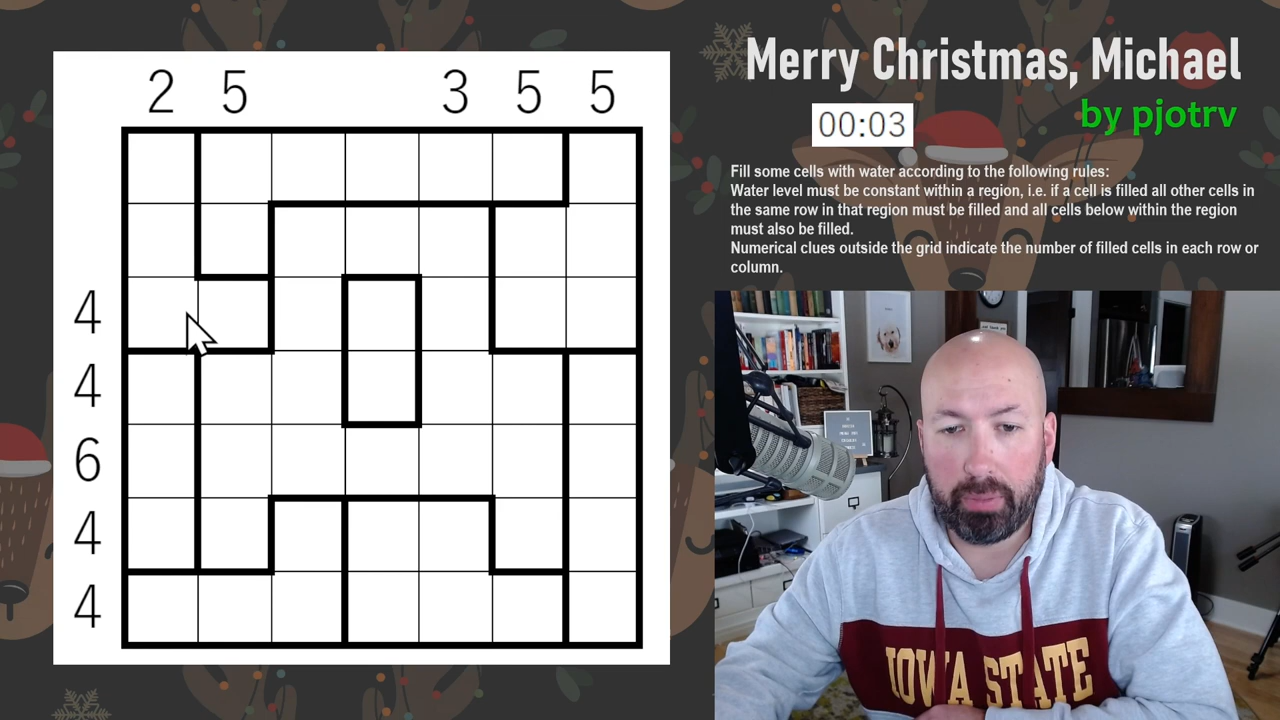 Merry Christmas, Michael
by pjotrv
00:03
Fill some cells with water according to the following rules:
Water level must be constant within a region, i.e. if a cell is filled all other cells in
the same row in that region must be filled and all cells below within the region
must also be filled.
Numerical clues outside the grid indicate the number of filled cells in each row or
column.
2 5 3 5 5
4
4
6
4
4
IOWA STATE